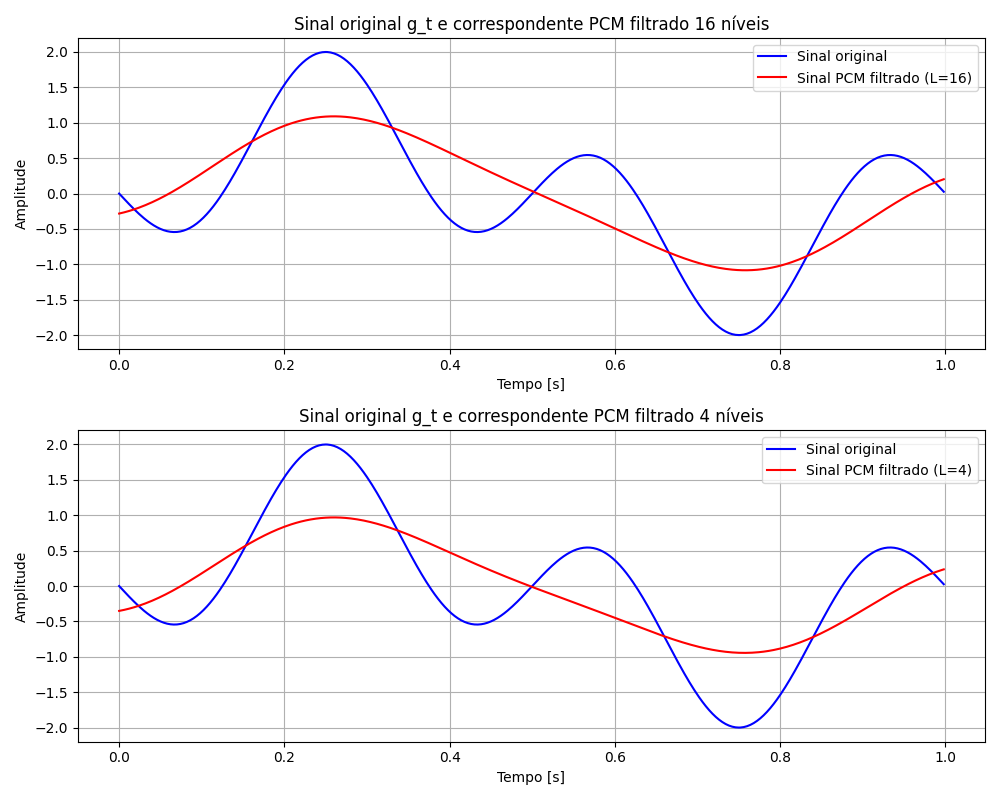 Sinal original g_t e correspondente PCM filtrado 16 níveis
Sinal original
Sinal PCM filtrado (L=16)
Amplitude
2.0
1.5
1.0
0.5
0.0
−0.5
−1.0
−1.5
−2.0
0.0 0.2 0.4 0.6 0.8 1.0
Tempo [s]
Sinal original g_t e correspondente PCM filtrado 4 níveis
Sinal original
Sinal PCM filtrado (L=4)
Amplitude
2.0
1.5
1.0
0.5
0.0
−0.5
−1.0
−1.5
−2.0
0.0 0.2 0.4 0.6 0.8 1.0
Tempo [s]